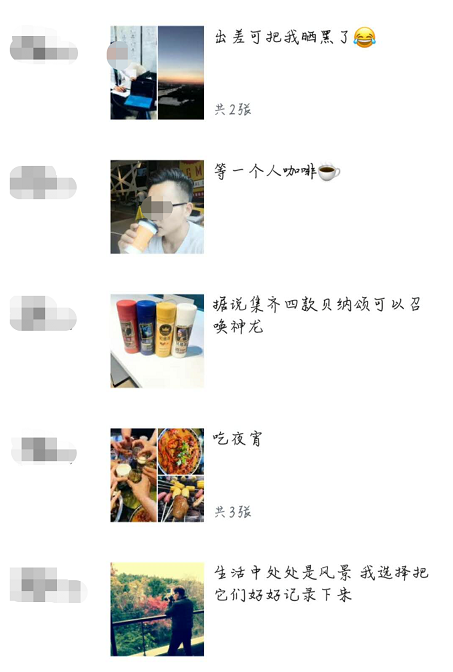 出差可把我晒黑了😂
共2张
等一个人咖啡☕
据说集齐四款贝纳颂可以召
唤神龙
吃夜宵
共3张
生活中处处是风景 我选择把
它们好好记录下来